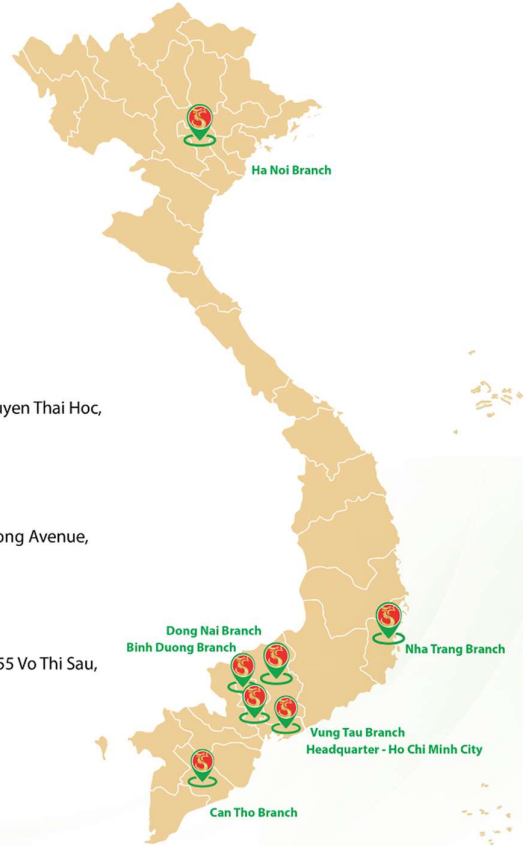 Ha Noi Branch
uyen Thai Hoc,
ong Avenue,
Dong Nai Branch
Binh Duong Branch
Nha Trang Branch
55 Vo Thi Sau,
Vung Tau Branch
Headquarter - Ho Chi Minh City
Can Tho Branch